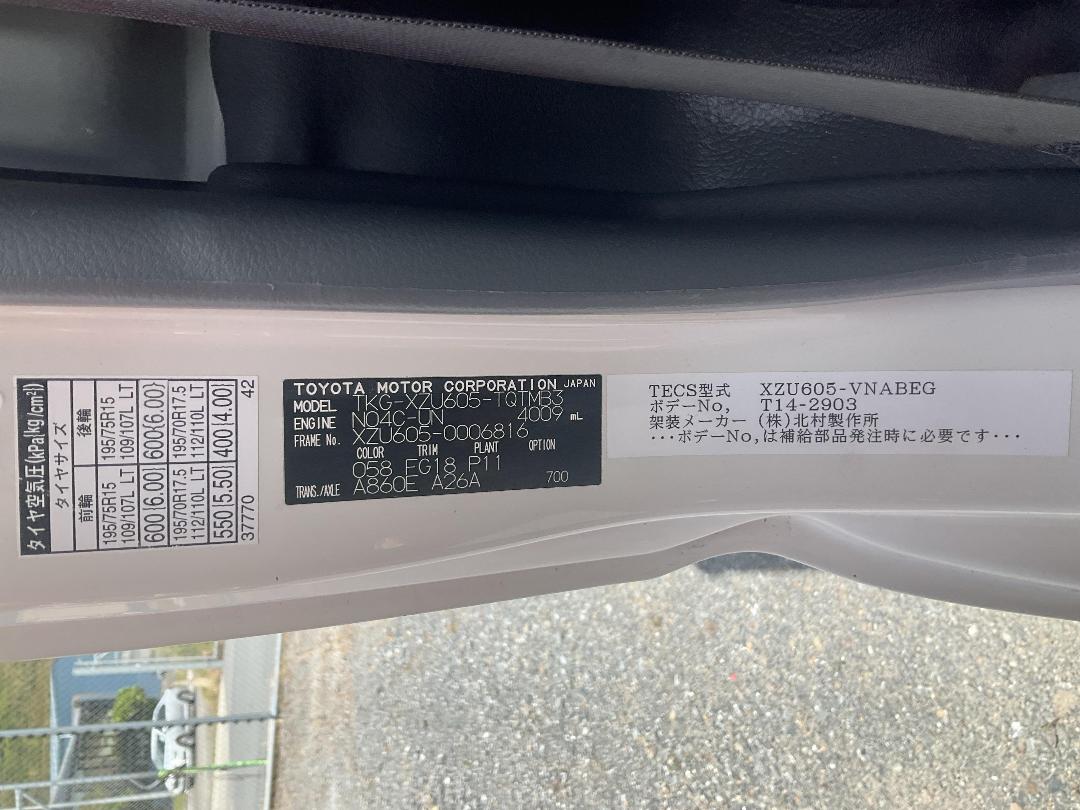 タイヤ空気圧(kPa{kg/cm²})
タイヤサイズ
前輪 後輪
195/75R15 195/75R15
109/107L LT 109/107L LT
600{6.00} 600{6.00}
195/70R17.5 195/70R17.5
112/110L LT 112/110L LT
550{5.50} 400{4.00}
37770 42
TOYOTA MOTOR CORPORATION JAPAN
MODEL TKG-XZU605-TQTMB3
ENGINE N04C-UN 4009 mL
FRAME No. XZU605-0006816
COLOR TRIM PLANT OPTION
058 FG18 P11
TRANS./AXLE A860E A26A 700
TECS型式 XZU605-VNABEG
ボデーNo, T14-2903
架装メーカー (株)北村製作所
･･･ボデーNo,は補給部品発注時に必要です･･･